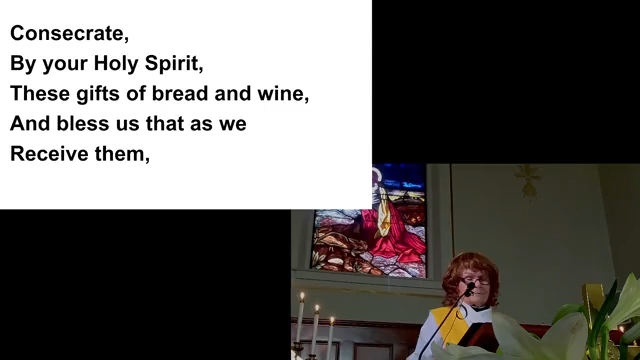 Consecrate,
By your Holy Spirit,
These gifts of bread and wine,
And bless us that as we
Receive them,